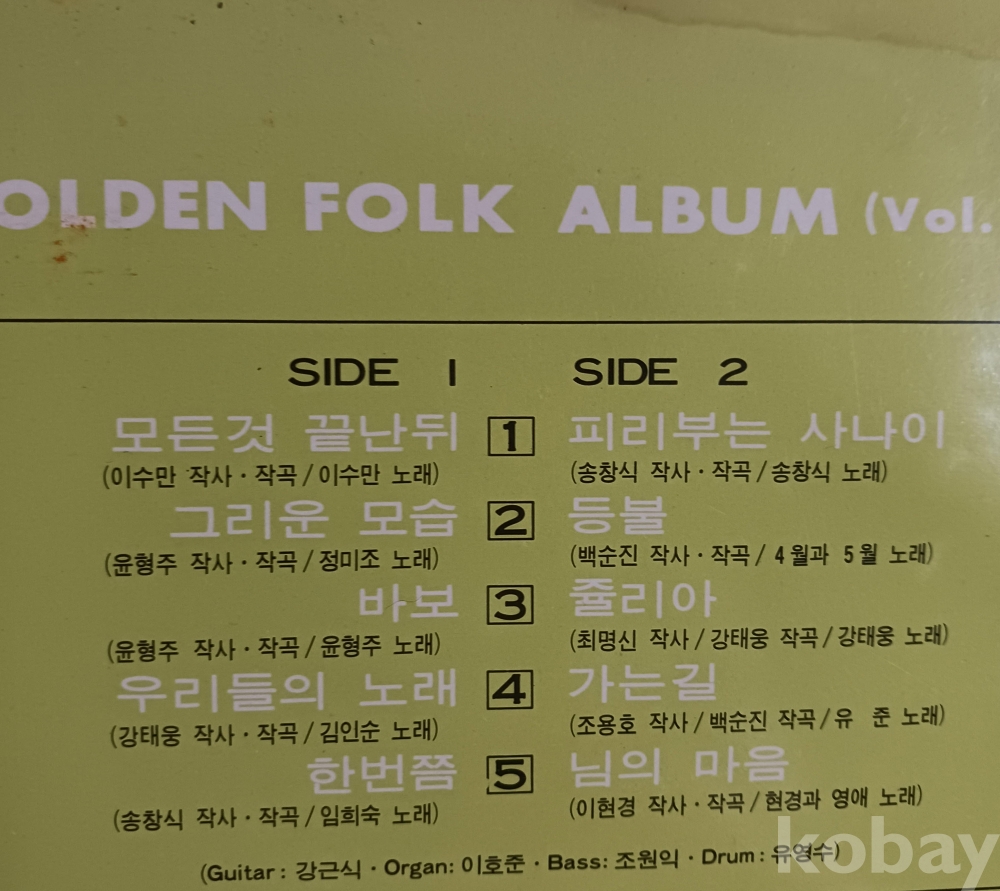 OLDEN FOLK ALBUM (Vol.
SIDE 1
모든것 끝난뒤 1
(이수만 작사·작곡/이수만 노래)
그리운 모습 2
(윤형주 작사·작곡/정미조 노래)
바보 3
(윤형주 작사·작곡/윤형주 노래)
우리들의 노래 4
(강태웅 작사·작곡/김인순 노래)
한번쯤 5
(송창식 작사·작곡/임희숙 노래)
SIDE 2
피리부는 사나이
(송창식 작사·작곡/송창식 노래)
등불
(백순진 작사·작곡/4월과 5월 노래)
쥴리아
(최명신 작사/강태웅 작곡/강태웅 노래)
가는길
(조용호 작사/백순진 작곡/유 준 노래)
님의 마음
(이현경 작사·작곡/현경과 영애 노래)
(Guitar: 강근식·Organ: 이호준·Bass: 조원익·Drum: 유영수)
kobay